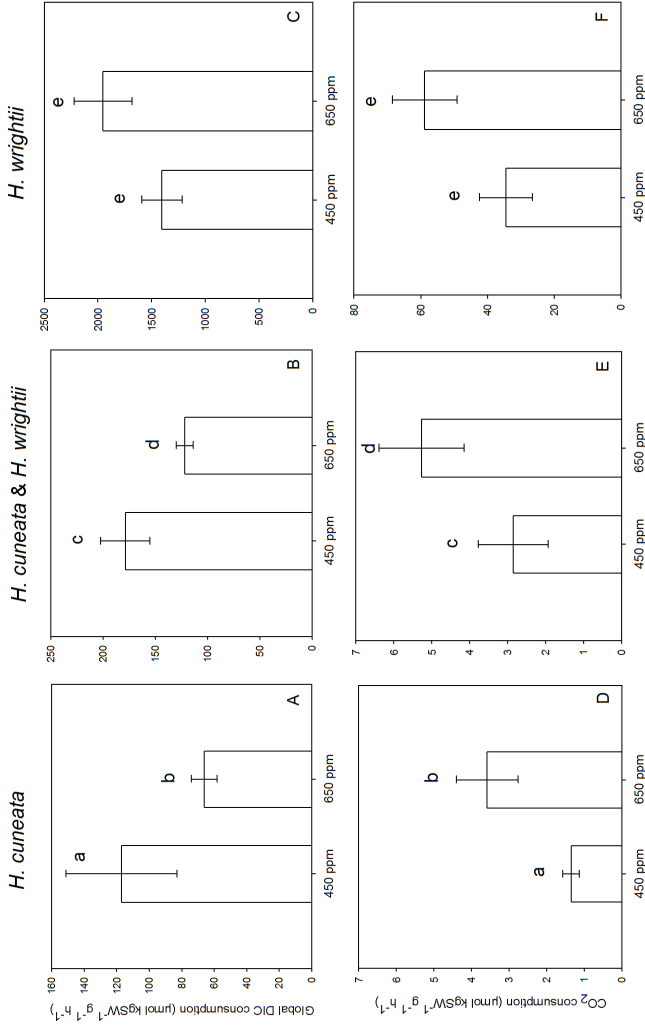 H. cuneata
H. cuneata & H. wrightii
H. wrightii
Global DIC consumption (µmol kgSW⁻¹ g⁻¹ h⁻¹)
160
140
120
100
80
60
40
20
0
a
b
A
450 ppm
650 ppm
250
200
150
100
50
0
c
d
B
450 ppm
650 ppm
2500
2000
1500
1000
500
0
e
e
C
450 ppm
650 ppm
CO₂ consumption (µmol kgSW⁻¹ g⁻¹ h⁻¹)
7
6
5
4
3
2
1
0
a
b
D
450 ppm
650 ppm
7
6
5
4
3
2
1
0
c
d
E
450 ppm
650 ppm
80
60
40
20
0
e
e
F
450 ppm
650 ppm